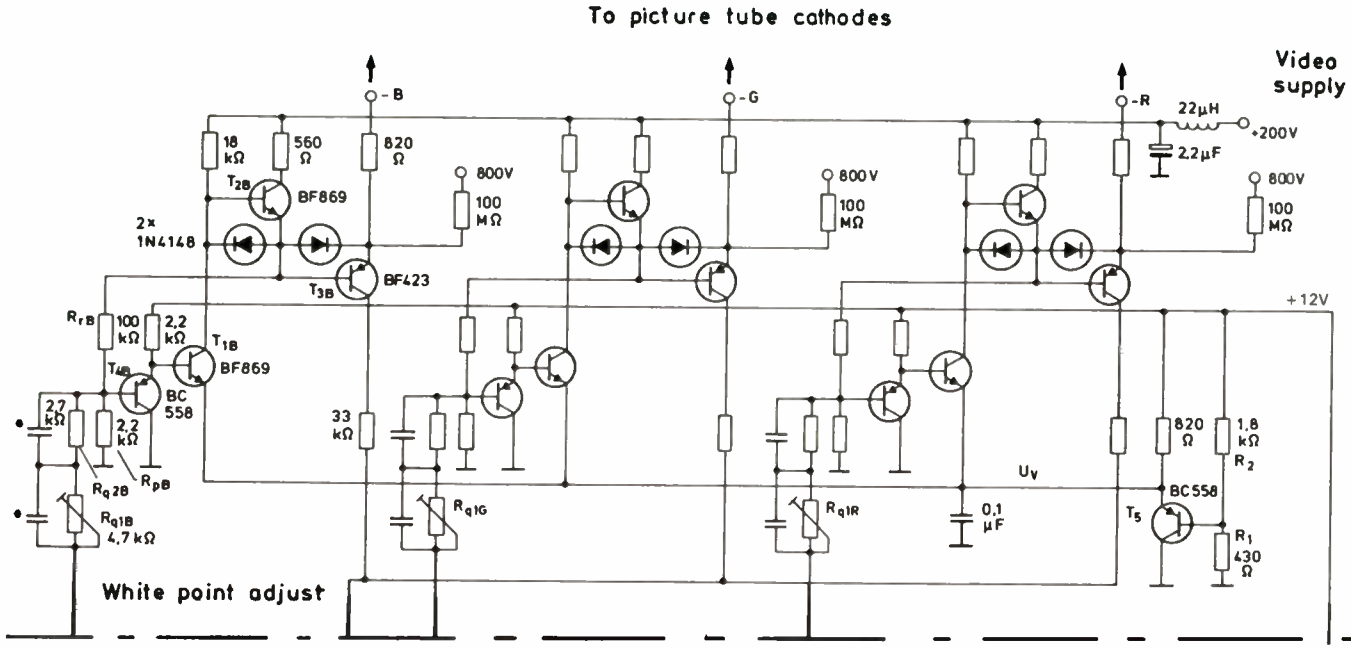 To picture tube cathodes
Video
supply
-B
-G
-R
22µH
+200V
2,2µF
18
kΩ
560
Ω
820
Ω
800V
100
MΩ
800V
100
MΩ
800V
100
MΩ
T2B
BF869
2×
1N4148
T3B
BF423
+12V
RrB
100
kΩ
2,2
kΩ
T1B
BF869
T4B
BC
558
2,7
kΩ
2,2
kΩ
Rq2B
RpB
33
kΩ
820
Ω
1,8
kΩ
R2
Uv
BC558
T5
Rq1B
4,7kΩ
Rq1G
Rq1R
0,1
µF
R1
430
Ω
White point adjust